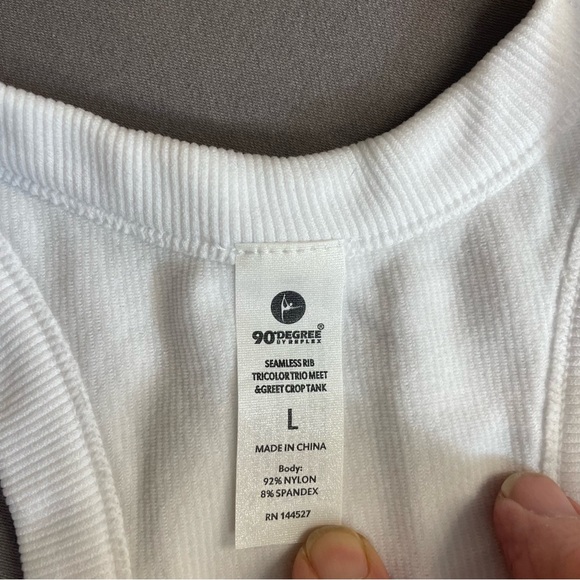 90°DEGREE®
BY REFLEX
SEAMLESS RIB
TRICOLOR TRIO MEET
&GREET CROP TANK
L
MADE IN CHINA
Body:
92% NYLON
8% SPANDEX
RN 144527